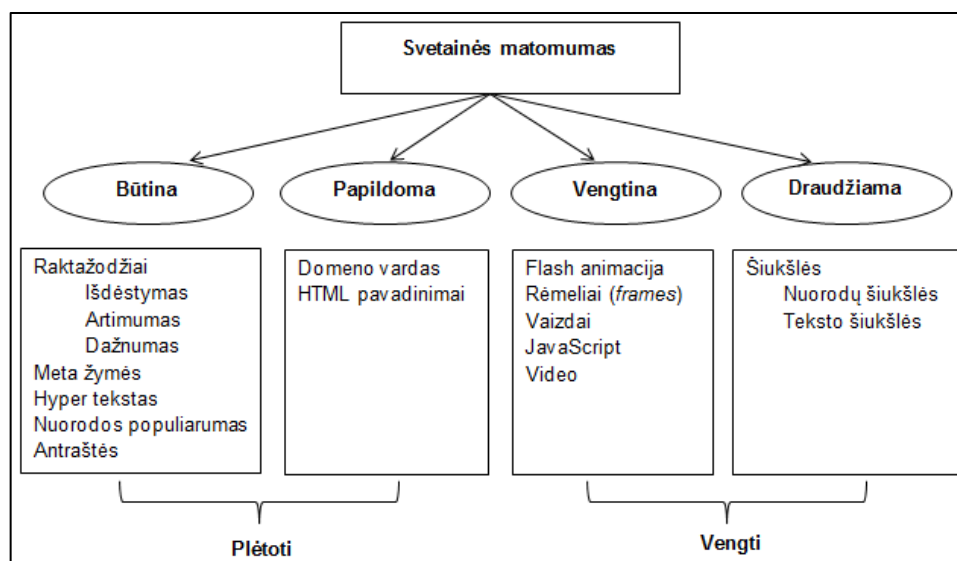 Svetainės matomumas
Būtina
Papildoma
Vengtina
Draudžiama
Raktažodžiai
Išdėstymas
Artimumas
Dažnumas
Meta žymės
Hyper tekstas
Nuorodos populiarumas
Antraštės
Domeno vardas
HTML pavadinimai
Flash animacija
Rėmeliai (frames)
Vaizdai
JavaScript
Video
Šiukšlės
Nuorodų šiukšlės
Teksto šiukšlės
Plėtoti
Vengti